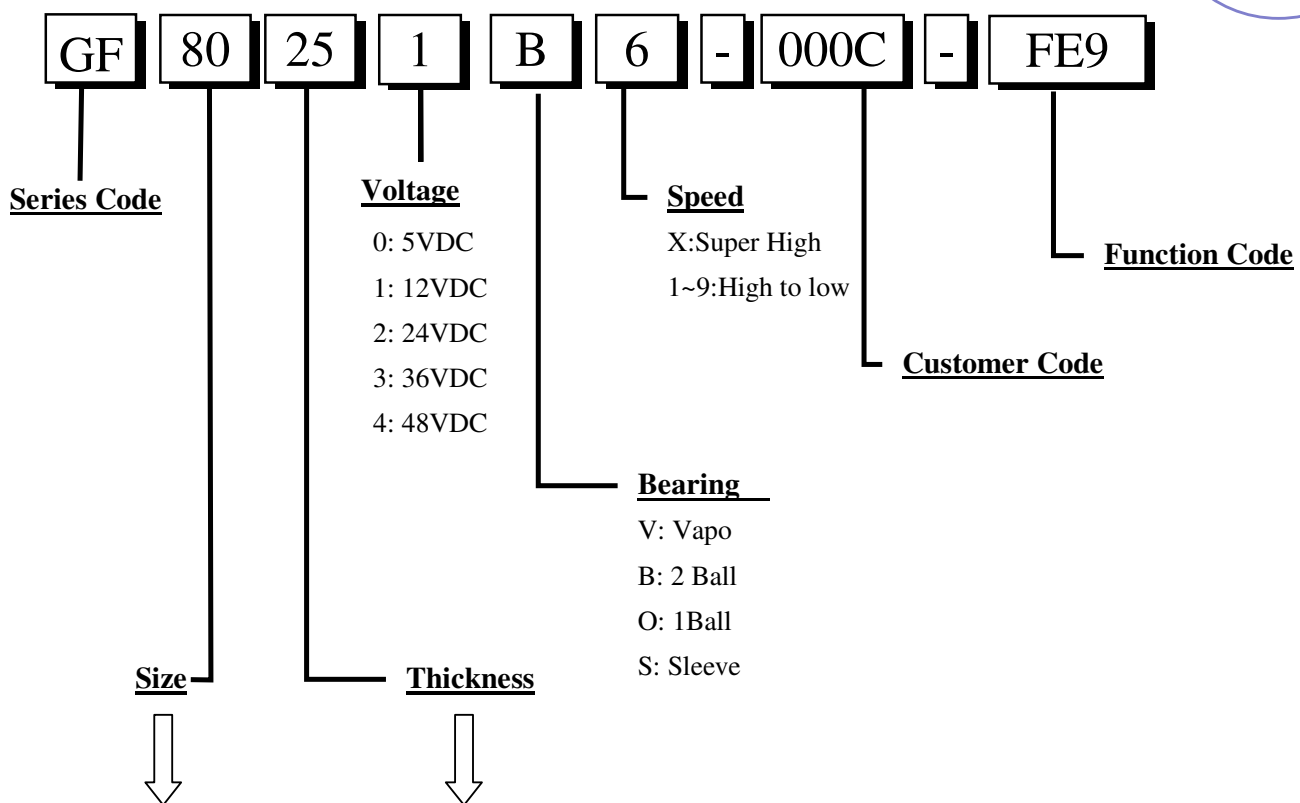 GF 80 25 1 B 6 - 000C - FE9
Series Code
Voltage
0: 5VDC
1: 12VDC
2: 24VDC
3: 36VDC
4: 48VDC
Speed
X:Super High
1~9:High to low
Function Code
Customer Code
Bearing
V: Vapo
B: 2 Ball
O: 1Ball
S: Sleeve
Size
Thickness